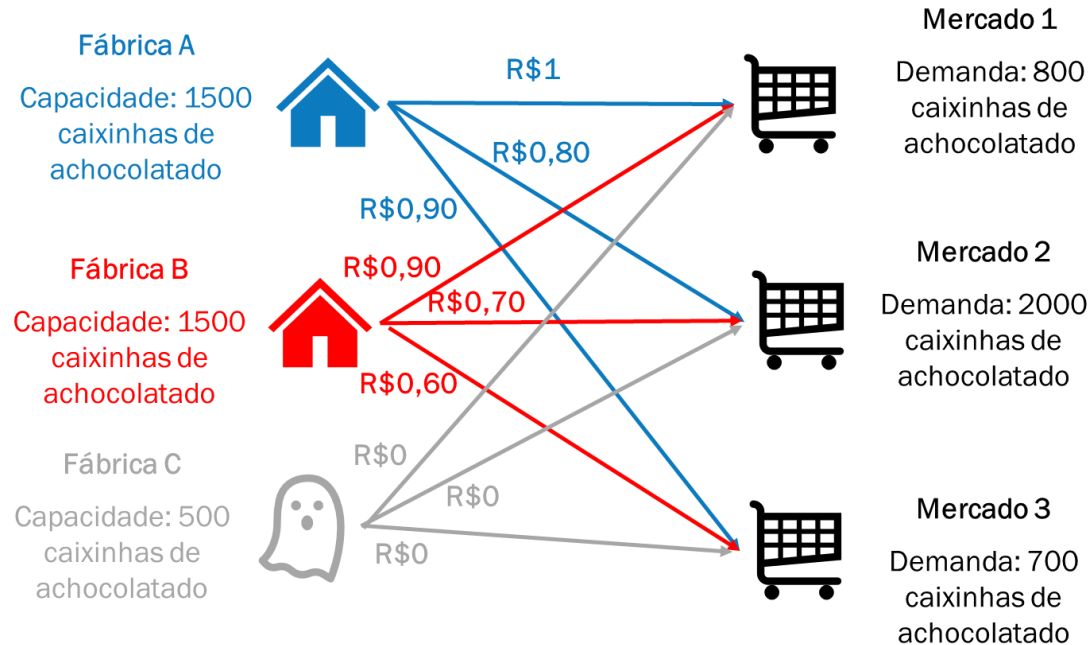 Fábrica A
Capacidade: 1500
caixinhas de
achocolatado
R$1
R$0,80
R$0,90
Mercado 1
Demanda: 800
caixinhas de
achocolatado
Fábrica B
Capacidade: 1500
caixinhas de
achocolatado
R$0,90
R$0,70
R$0,60
Mercado 2
Demanda: 2000
caixinhas de
achocolatado
Fábrica C
Capacidade: 500
caixinhas de
achocolatado
R$0
R$0
R$0
Mercado 3
Demanda: 700
caixinhas de
achocolatado